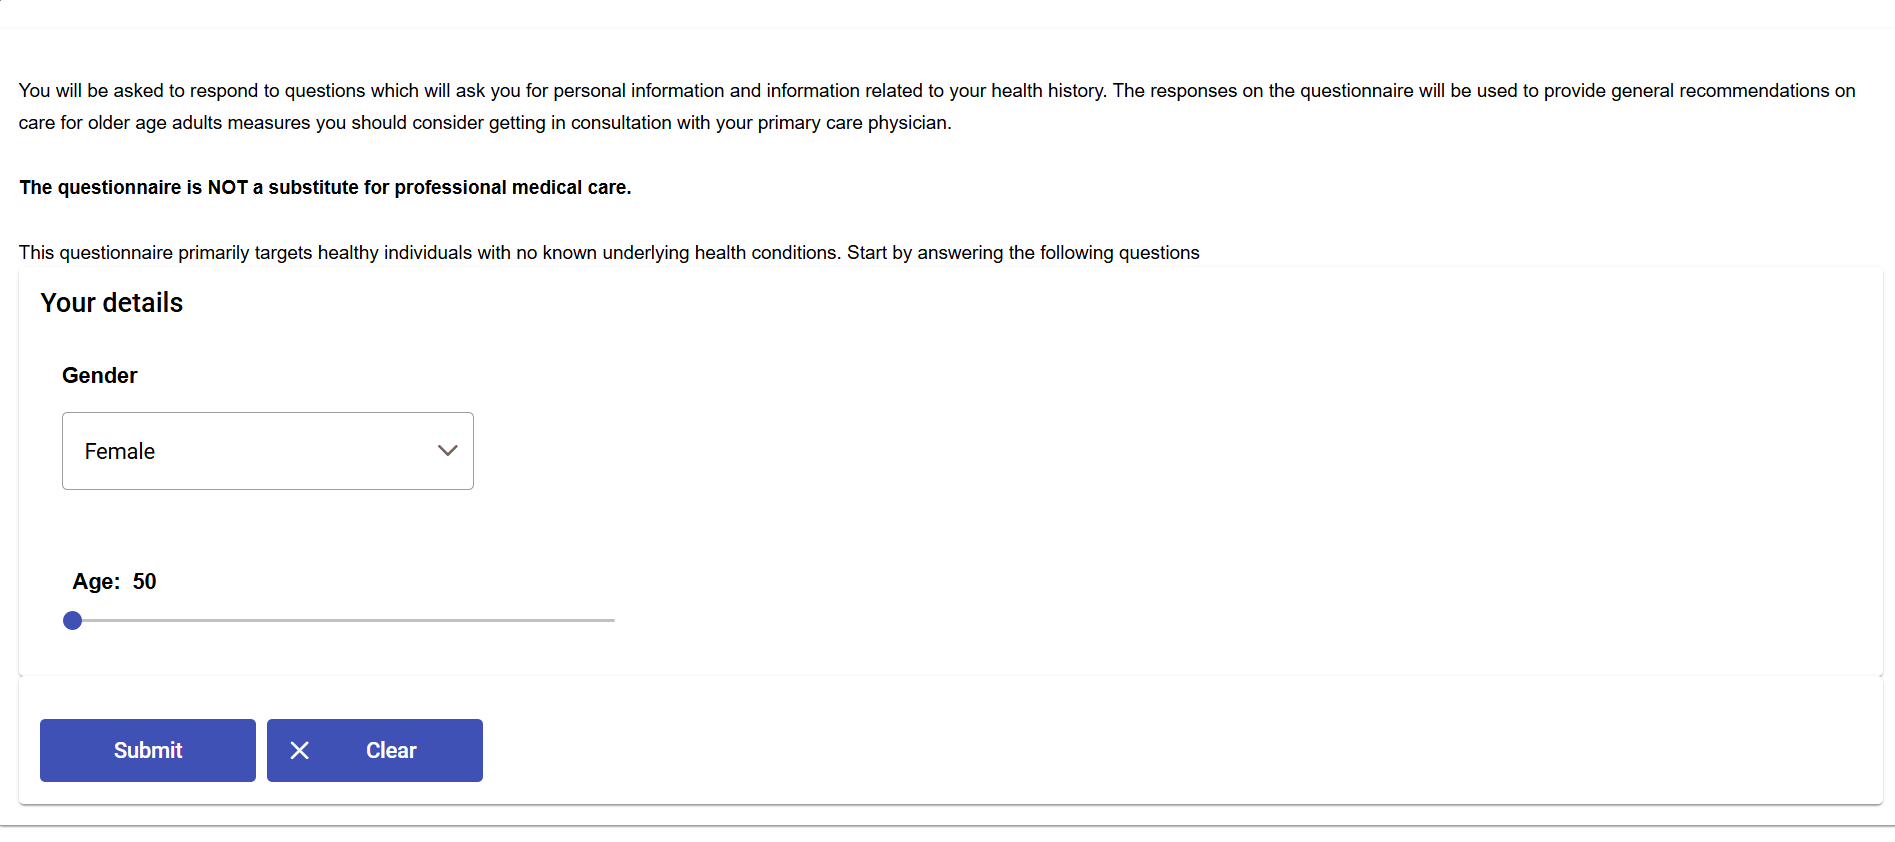 You will be asked to respond to questions which will ask you for personal information and information related to your health history. The responses on the questionnaire will be used to provide general recommendations on
care for older age adults measures you should consider getting in consultation with your primary care physician.
The questionnaire is NOT a substitute for professional medical care.
This questionnaire primarily targets healthy individuals with no known underlying health conditions. Start by answering the following questions
Your details
Gender
Female
Age: 50
Submit
Clear